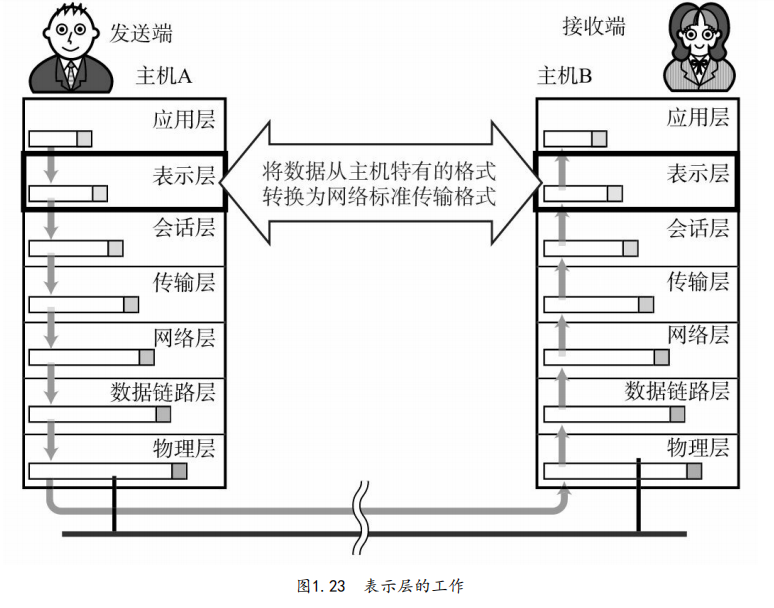 发送端
接收端
主机A
主机B
应用层
表示层
会话层
传输层
网络层
数据链路层
物理层
将数据从主机特有的格式
转换为网络标准传输格式
应用层
表示层
会话层
传输层
网络层
数据链路层
物理层
图1.23 表示层的工作